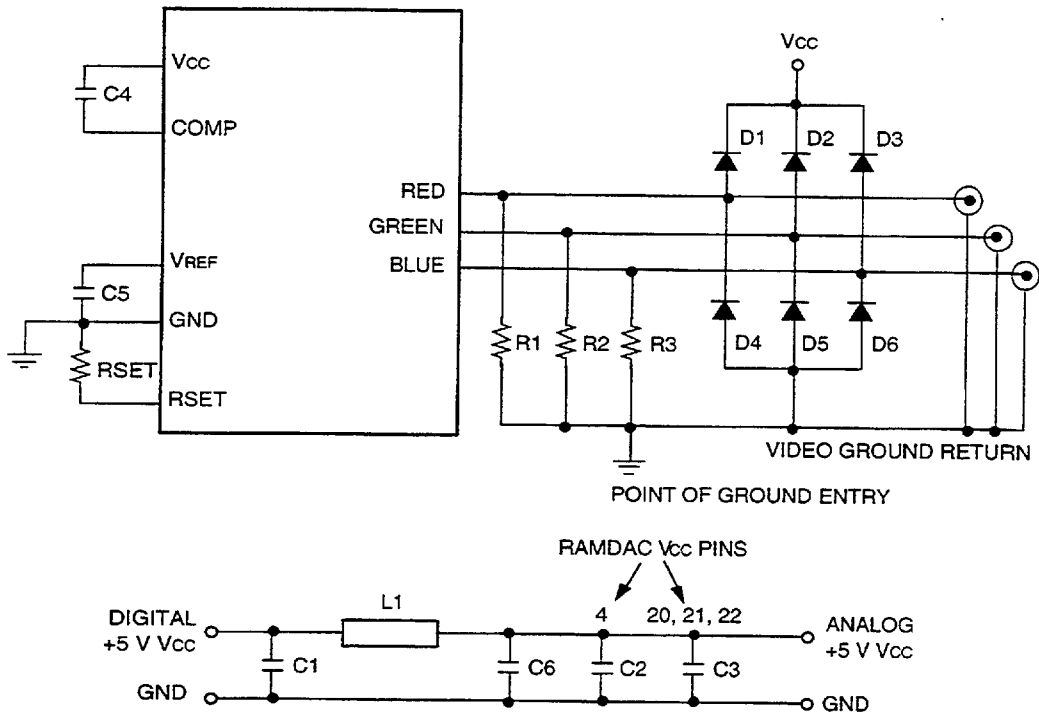 Vcc
C4
COMP
VREF
C5
GND
RSET
RSET
RED
GREEN
BLUE
Vcc
D1
D2
D3
D4
D5
D6
R1
R2
R3
VIDEO GROUND RETURN
POINT OF GROUND ENTRY
RAMDAC Vcc PINS
4
20, 21, 22
DIGITAL
+5 V Vcc
L1
ANALOG
+5 V Vcc
C1
C6
C2
C3
GND
GND